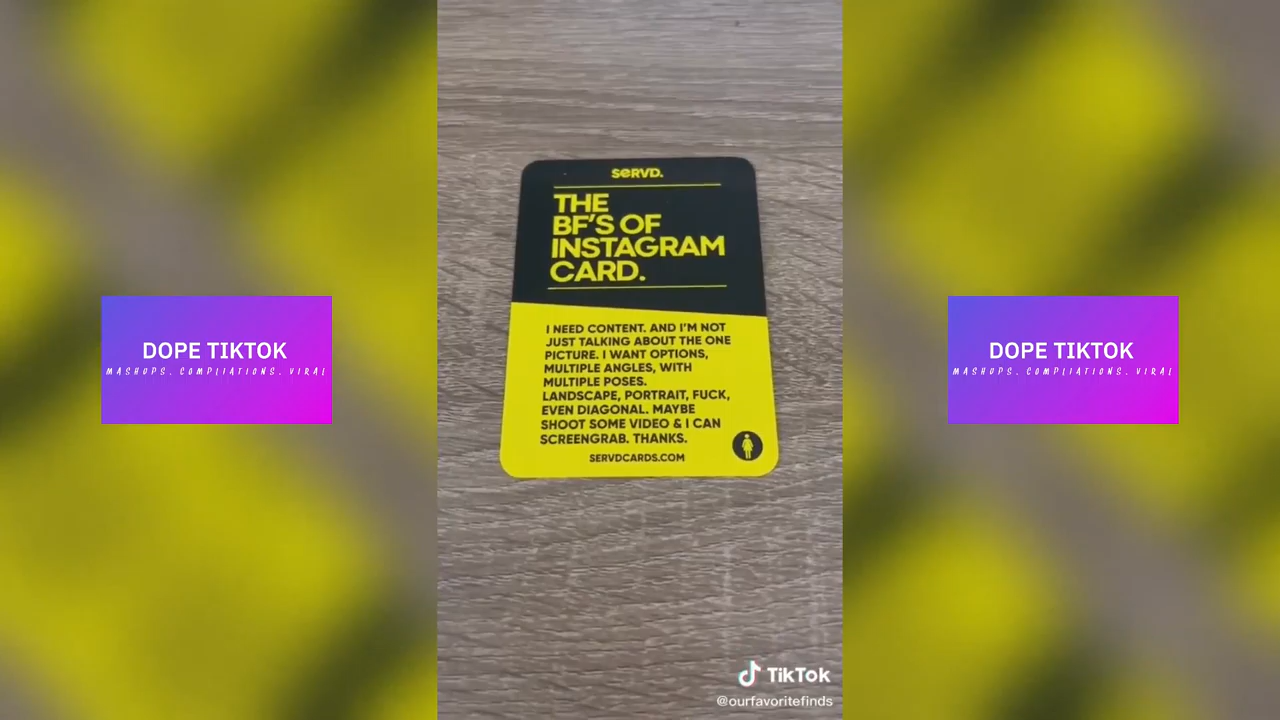 SERVD.
THE
BF'S OF
INSTAGRAM
CARD.
I NEED CONTENT. AND I'M NOT
JUST TALKING ABOUT THE ONE
PICTURE. I WANT OPTIONS,
MULTIPLE ANGLES, WITH
MULTIPLE POSES.
LANDSCAPE, PORTRAIT, FUCK,
EVEN DIAGONAL. MAYBE
SHOOT SOME VIDEO & I CAN
SCREENGRAB. THANKS.
SERVDCARDS.COM
DOPE TIKTOK
MASHOPS. COMPLIATIONS. VIRAL
DOPE TIKTOK
MASHOPS. COMPLIATIONS. VIRAL
TikTok
@ourfavoritefinds